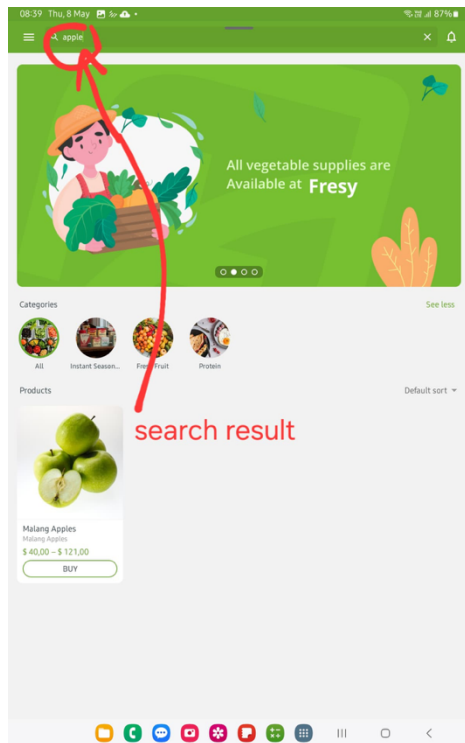 08:39 Thu, 8 May
87%
apple
All vegetable supplies are
Available at Fresy
Categories
See less
All
Instant Season...
Fresh Fruit
Protein
Products
Default sort
search result
Malang Apples
Malang Apples
$ 40,00 – $ 121,00
BUY